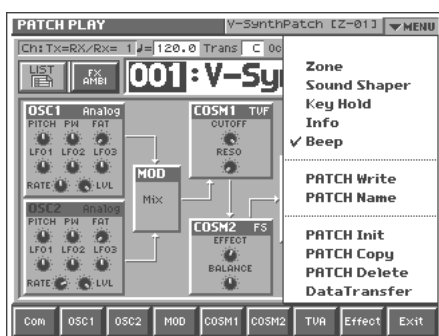 PATCH PLAY V-SynthPatch [Z-01] ▼MENU
Ch:Tx=RX/Rx= 1 ♩= 120.0 Trans C Oc
LIST FX AMBI 001:V-Sy
Zone
Sound Shaper
Key Hold
Info
✓ Beep
PATCH Write
PATCH Name
PATCH Init
PATCH Copy
PATCH Delete
DataTransfer
OSC1 Analog
PITCH PW FAT
LFO1 LFO2 LFO3
RATE LVL
OSC2 Analog
PITCH PW FAT
LFO1 LFO2 LFO3
RATE LVL
MOD
Mix
COSM1 TVF
CUTOFF
RESO
COSM2 FS
EFFECT
BALANCE
Com OSC1 OSC2 MOD COSM1 COSM2 TVA Effect Exit